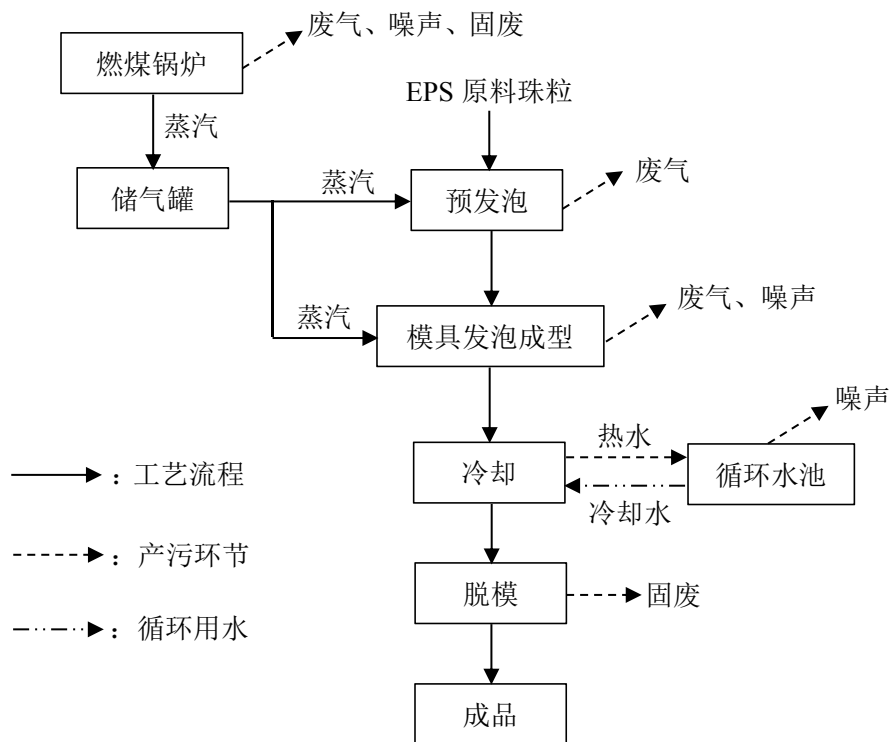 废气、噪声、固废
燃煤锅炉
EPS 原料珠粒
蒸汽
储气罐
蒸汽
预发泡
废气
蒸汽
模具发泡成型
废气、噪声
噪声
冷却
热水
循环水池
冷却水
：工艺流程
：产污环节
脱模
固废
：循环用水
成品